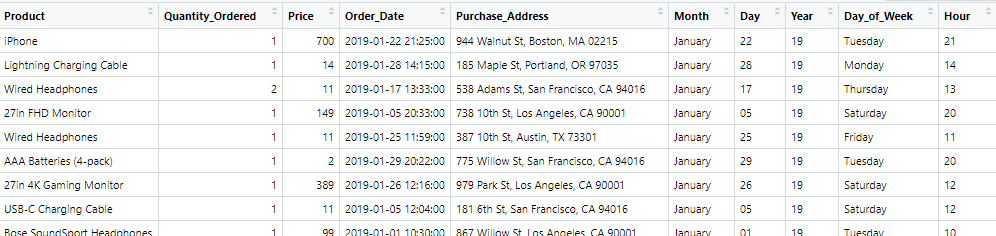 Product Quantity_Ordered Price Order_Date Purchase_Address Month Day Year Day_of_Week Hour
iPhone 1 700 2019-01-22 21:25:00 944 Walnut St, Boston, MA 02215 January 22 19 Tuesday 21
Lightning Charging Cable 1 14 2019-01-28 14:15:00 185 Maple St, Portland, OR 97035 January 28 19 Monday 14
Wired Headphones 2 11 2019-01-17 13:33:00 538 Adams St, San Francisco, CA 94016 January 17 19 Thursday 13
27in FHD Monitor 1 149 2019-01-05 20:33:00 738 10th St, Los Angeles, CA 90001 January 05 19 Saturday 20
Wired Headphones 1 11 2019-01-25 11:59:00 387 10th St, Austin, TX 73301 January 25 19 Friday 11
AAA Batteries (4-pack) 1 2 2019-01-29 20:22:00 775 Willow St, San Francisco, CA 94016 January 29 19 Tuesday 20
27in 4K Gaming Monitor 1 389 2019-01-26 12:16:00 979 Park St, Los Angeles, CA 90001 January 26 19 Saturday 12
USB-C Charging Cable 1 11 2019-01-05 12:04:00 181 6th St, San Francisco, CA 94016 January 05 19 Saturday 12
Bose SoundSport Headphones 1 99 2019-01-01 10:30:00 867 Willow St, Los Angeles, CA 90001 January 01 19 Tuesday 10